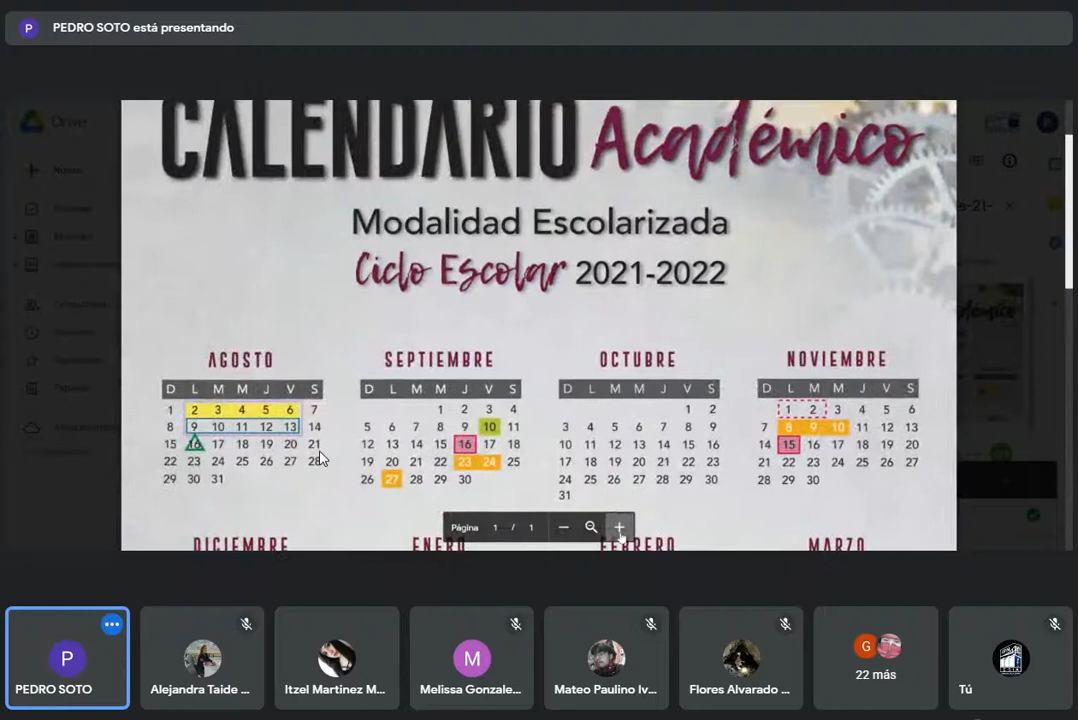 P PEDRO SOTO está presentando
Drive
CALENDARIO Académico
Modalidad Escolarizada
Ciclo Escolar 2021-2022
AGOSTO SEPTIEMBRE OCTUBRE NOVIEMBRE
D L M M J V S D L M M J V S D L M M J V S D L M M J V S
1 2 3 4 5 6 7 1 2 3 4 1 2 1 2 3 4 5 6
8 9 10 11 12 13 14 5 6 7 8 9 10 11 3 4 5 6 7 8 9 7 8 9 10 11 12 13
15 16 17 18 19 20 21 12 13 14 15 16 17 18 10 11 12 13 14 15 16 14 15 16 17 18 19 20
22 23 24 25 26 27 28 19 20 21 22 23 24 25 17 18 19 20 21 22 23 21 22 23 24 25 26 27
29 30 31 26 27 28 29 30 24 25 26 27 28 29 30 28 29 30
31
Página 1 / 1
DICIEMBRE ENERO FEBRERO MARZO
P M G 22 más
PEDRO SOTO Alejandra Taide ... Itzel Martinez M... Melissa Gonzale... Mateo Paulino Iv... Flores Alvarado ... Tú